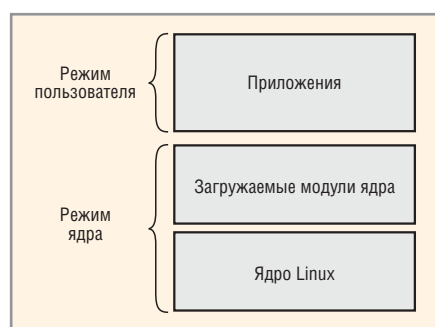 Режим
пользователя
Приложения
Загружаемые модули ядра
Режим
ядра
Ядро Linux